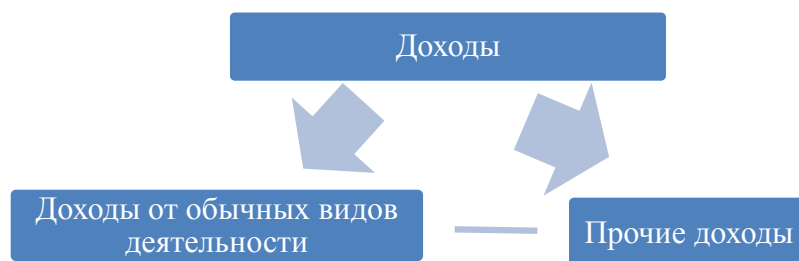 Доходы
Доходы от обычных видов
деятельности
Прочие доходы